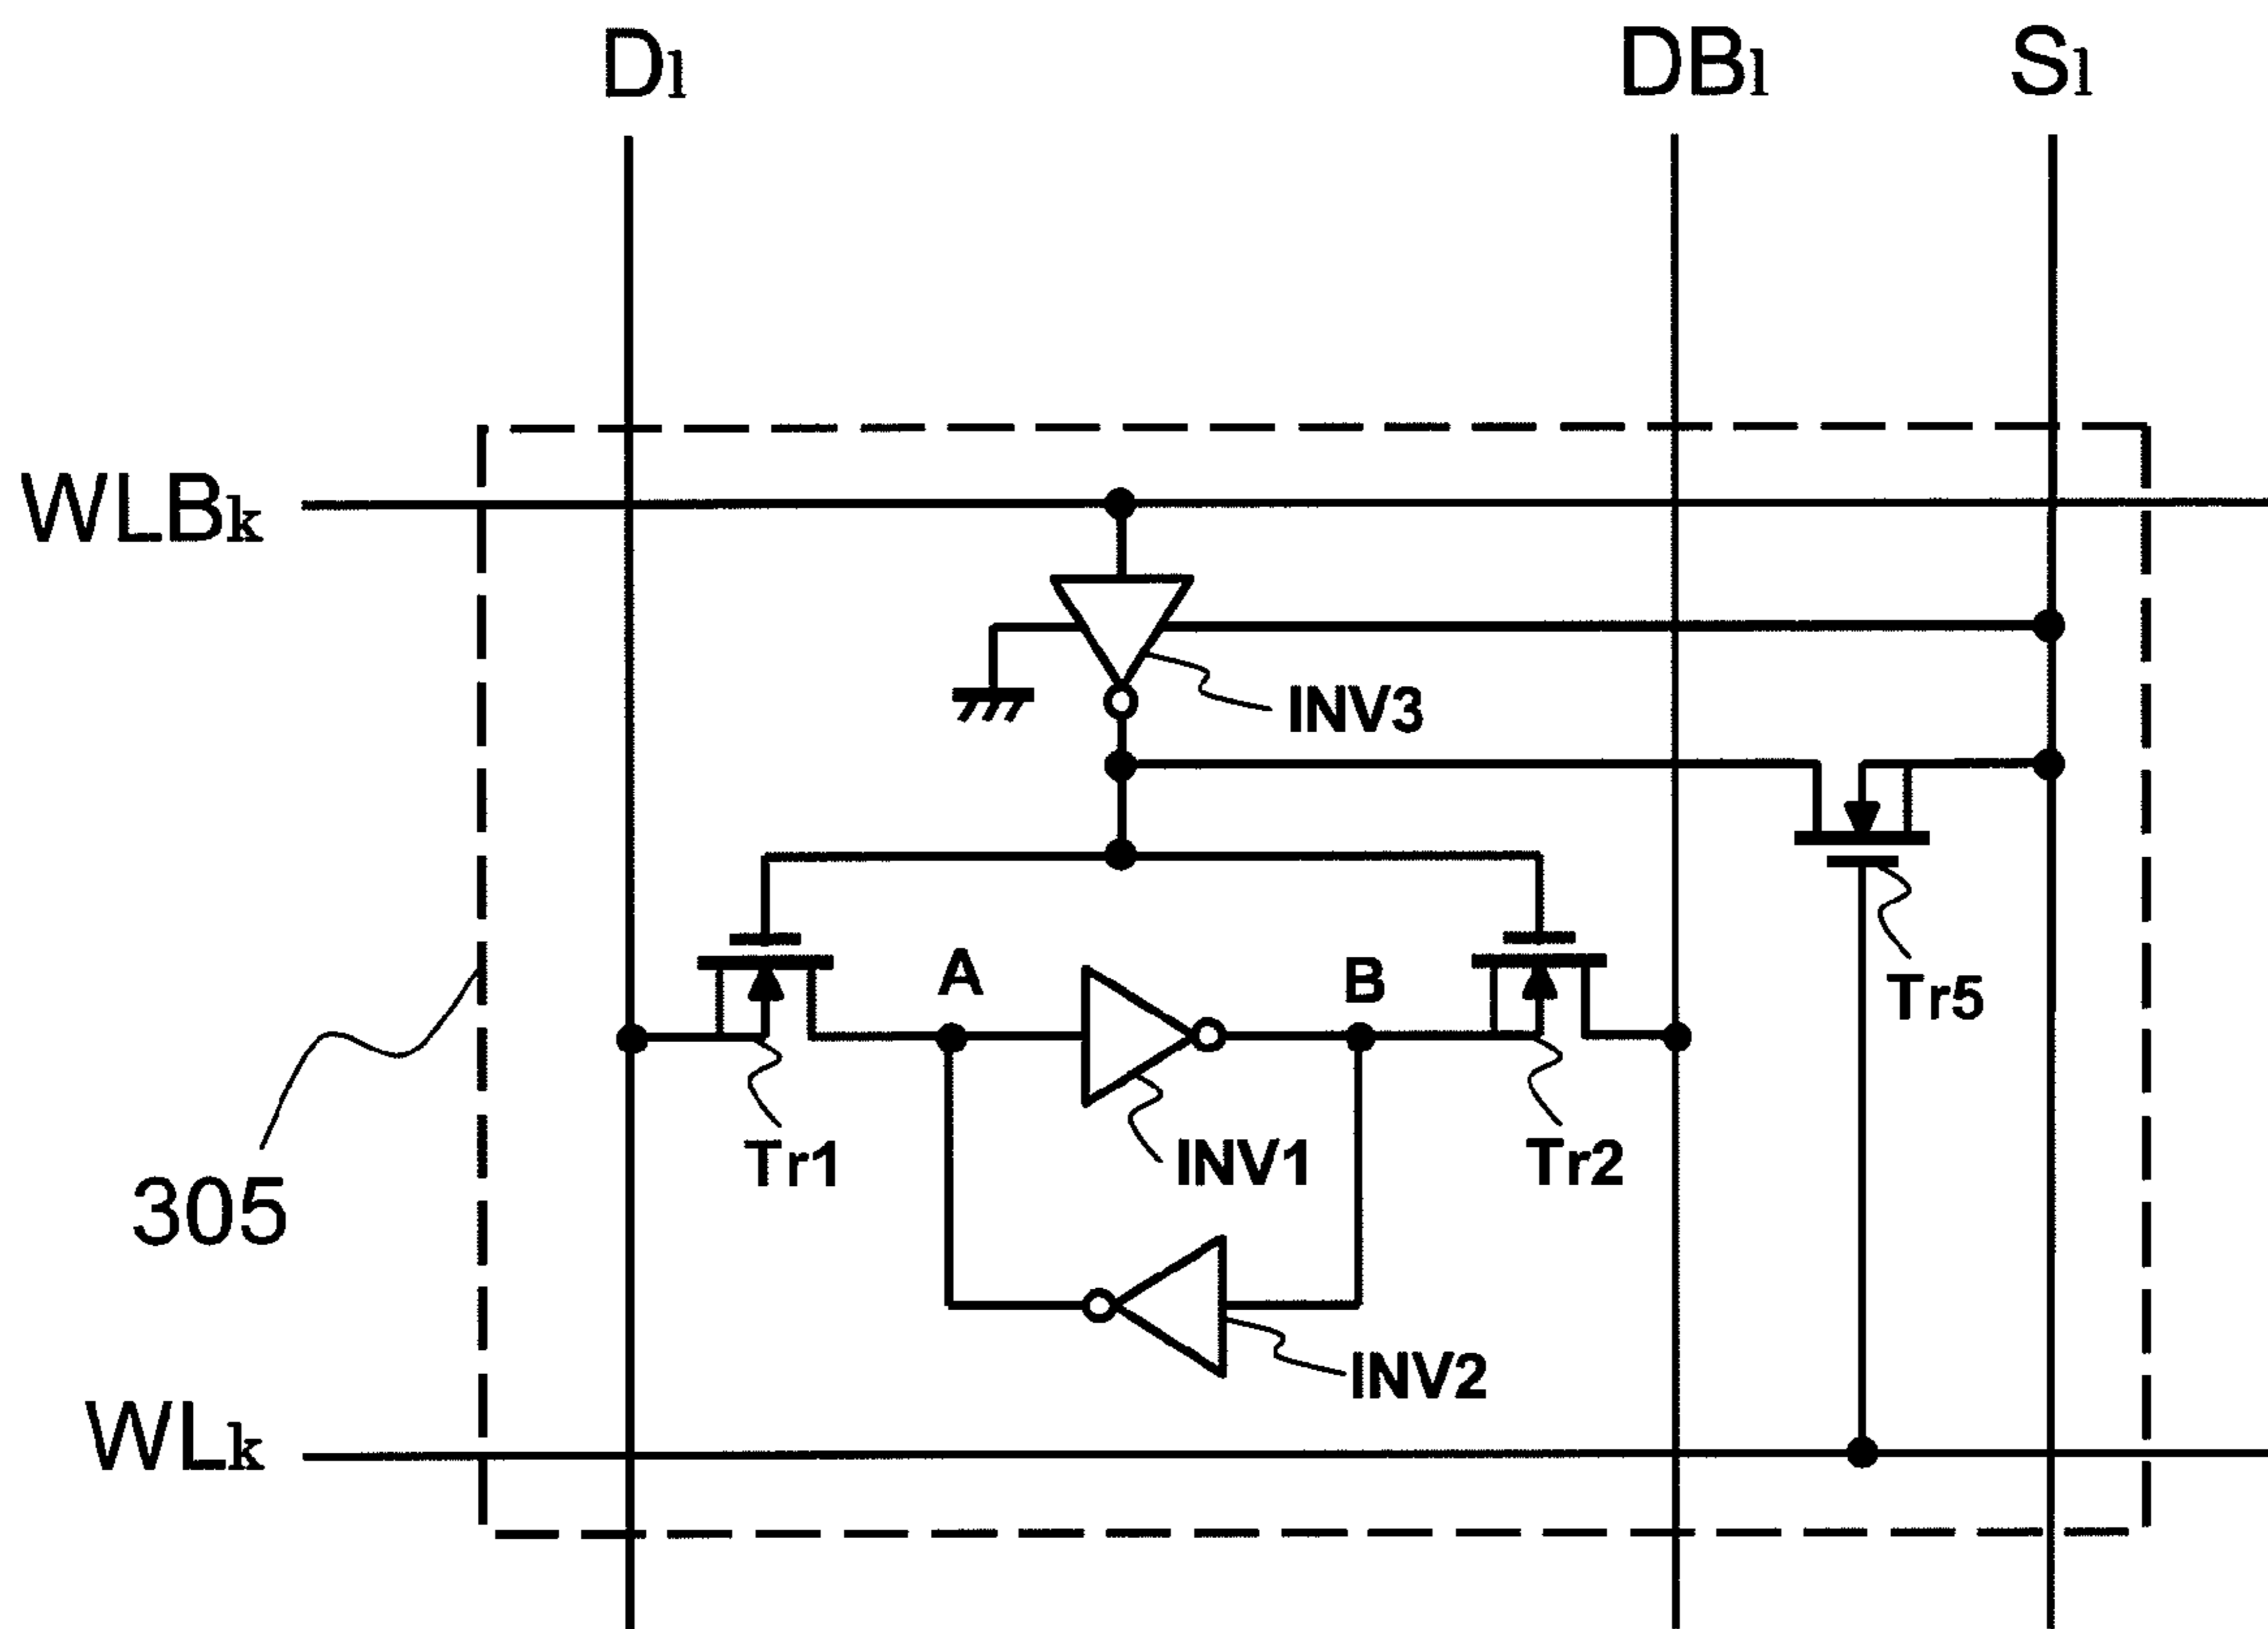 Dl
DBl
Sl
WLBk
INV3
A
B
Tr5
Tr1
INV1
Tr2
305
INV2
WLk